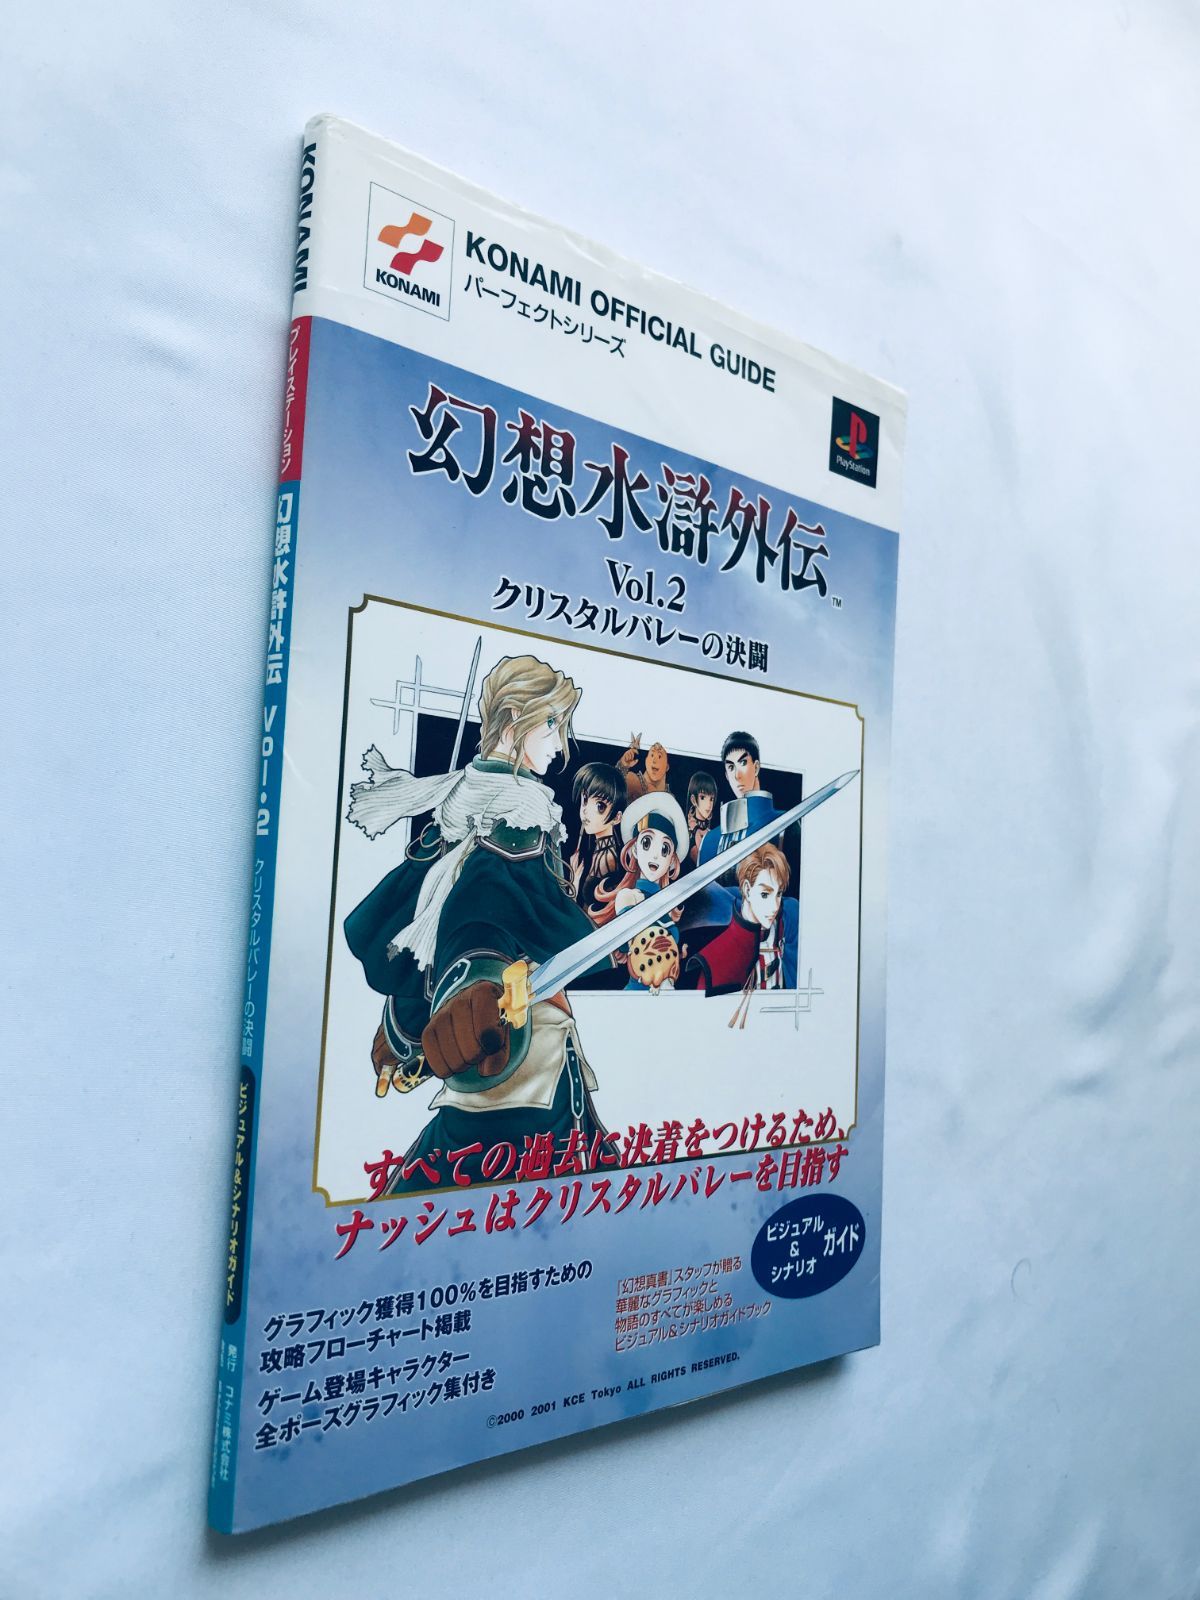 KONAMI
プレイステーション
幻想水滸外伝 Vol.2 クリスタルバレーの決闘
ビジュアル&シナリオガイド
発行 コナミ株式会社
KONAMI
KONAMI OFFICIAL GUIDE
パーフェクトシリーズ
PlayStation
幻想水滸外伝
TM
Vol.2
クリスタルバレーの決闘
すべての過去に決着をつけるため、
ナッシュはクリスタルバレーを目指す
ビジュアル
&
シナリオ
ガイド
グラフィック獲得100%を目指すための
攻略フローチャート掲載
ゲーム登場キャラクター
全ポーズグラフィック集付き
「幻想真書」スタッフが贈る
華麗なグラフィックと
物語のすべてが楽しめる
ビジュアル&シナリオガイドブック
©2000 2001 KCE Tokyo ALL RIGHTS RESERVED.